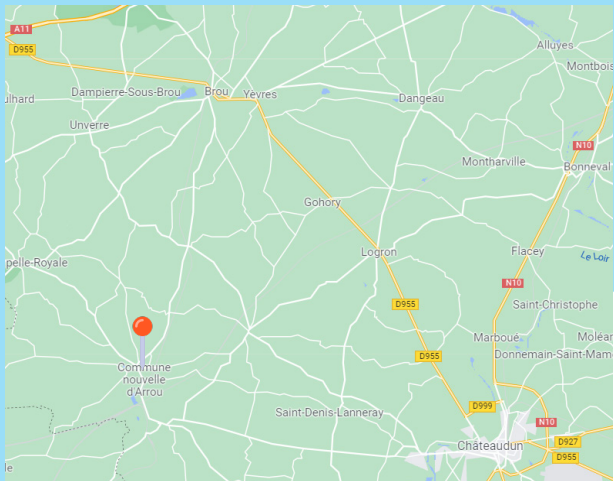 A11
D955
Alluyes
Montbois
ulhard
Dampierre-Sous-Brou
Brou
Yèvres
Dangeau
Unverre
N10
Montharville
Bonneval
Gohory
pelle-Royale
Logron
Flacey
Le Loir
N10
D955
Saint-Christophe
Marboué
Moléan
D955
Donnemain-Saint-Mam
Commune
nouvelle
d'Arrou
D999
Saint-Denis-Lanneray
N10
Châteaudun
D927
D955
le